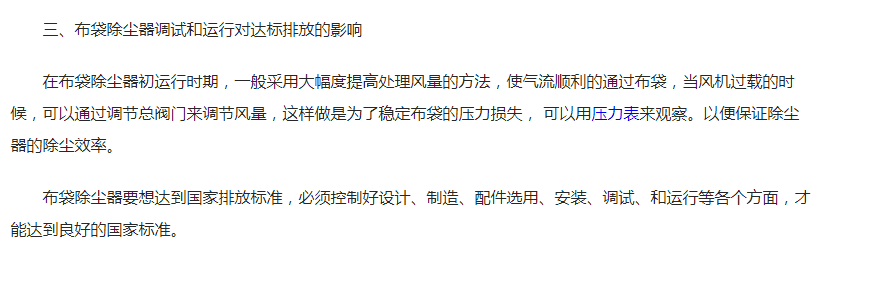 三、布袋除尘器调试和运行对达标排放的影响
在布袋除尘器初运行时期，一般采用大幅度提高处理风量的方法，使气流顺利的通过布袋，当风机过载的时
候，可以通过调节总阀门来调节风量，这样做是为了稳定布袋的压力损失， 可以用压力表来观察。以便保证除尘
器的除尘效率。
布袋除尘器要想达到国家排放标准，必须控制好设计、制造、配件选用、安装、调试、和运行等各个方面，才
能达到良好的国家标准。